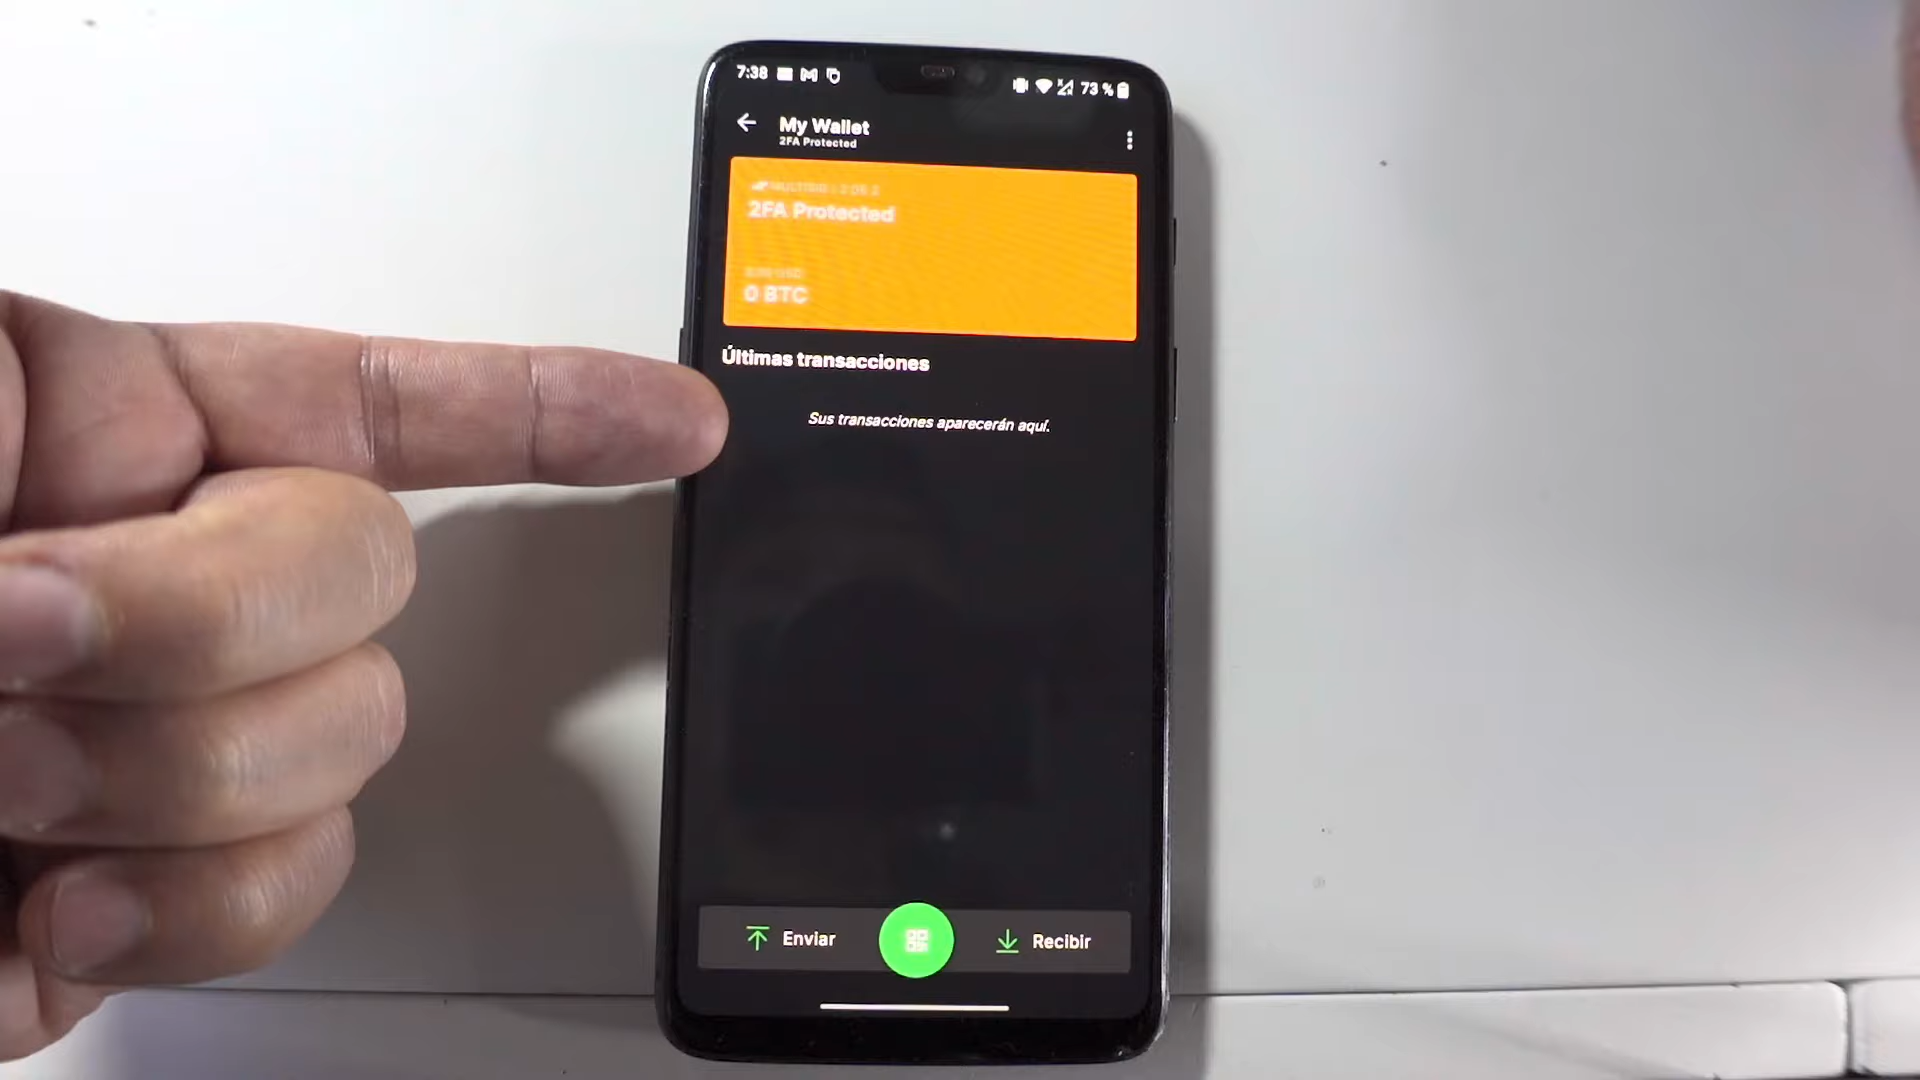 7:38
73 %
My Wallet
2FA Protected
2FA Protected
0 BTC
Últimas transacciones
Sus transacciones aparecerán aquí.
Enviar
Recibir